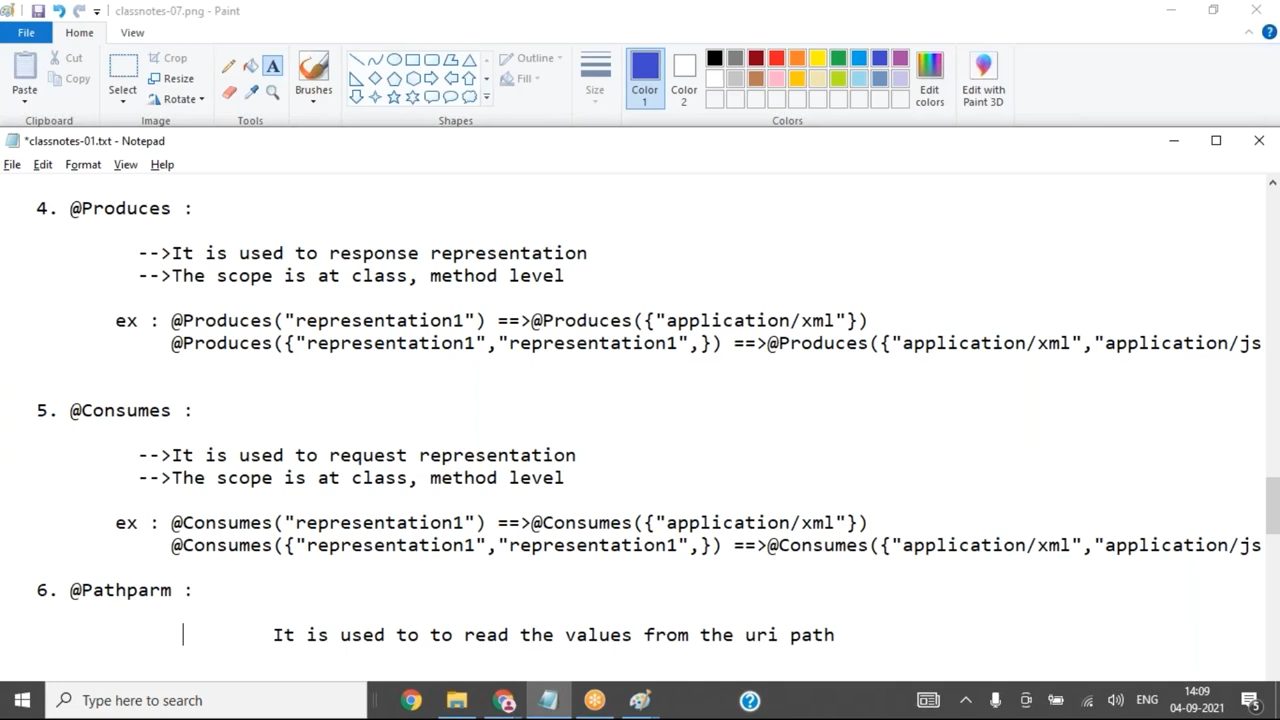 classnotes-07.png - Paint
File Home View
Paste
Cut
Copy
Clipboard
Select
Crop
Resize
Rotate
Image
Tools
Brushes
Shapes
Outline
Fill
Size
Color 1
Color 2
Colors
Edit colors
Edit with Paint 3D
*classnotes-01.txt - Notepad
File Edit Format View Help
4. @Produces :
-->It is used to response representation
-->The scope is at class, method level
ex : @Produces("representation1") ==>@Produces({"application/xml"})
@Produces({"representation1","representation1",}) ==>@Produces({"application/xml","application/js
5. @Consumes :
-->It is used to request representation
-->The scope is at class, method level
ex : @Consumes("representation1") ==>@Consumes({"application/xml"})
@Consumes({"representation1","representation1",}) ==>@Consumes({"application/xml","application/js
6. @Pathparm :
It is used to to read the values from the uri path
Type here to search
ENG
14:09
04-09-2021
5